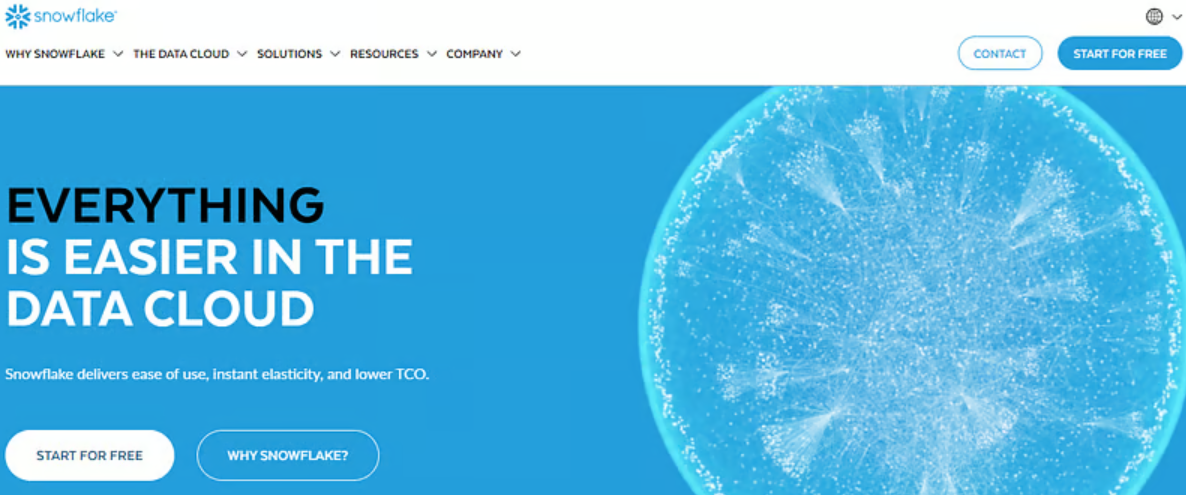 snowflake®
WHY SNOWFLAKE THE DATA CLOUD SOLUTIONS RESOURCES COMPANY CONTACT START FOR FREE
EVERYTHING
IS EASIER IN THE
DATA CLOUD
Snowflake delivers ease of use, instant elasticity, and lower TCO.
START FOR FREE WHY SNOWFLAKE?